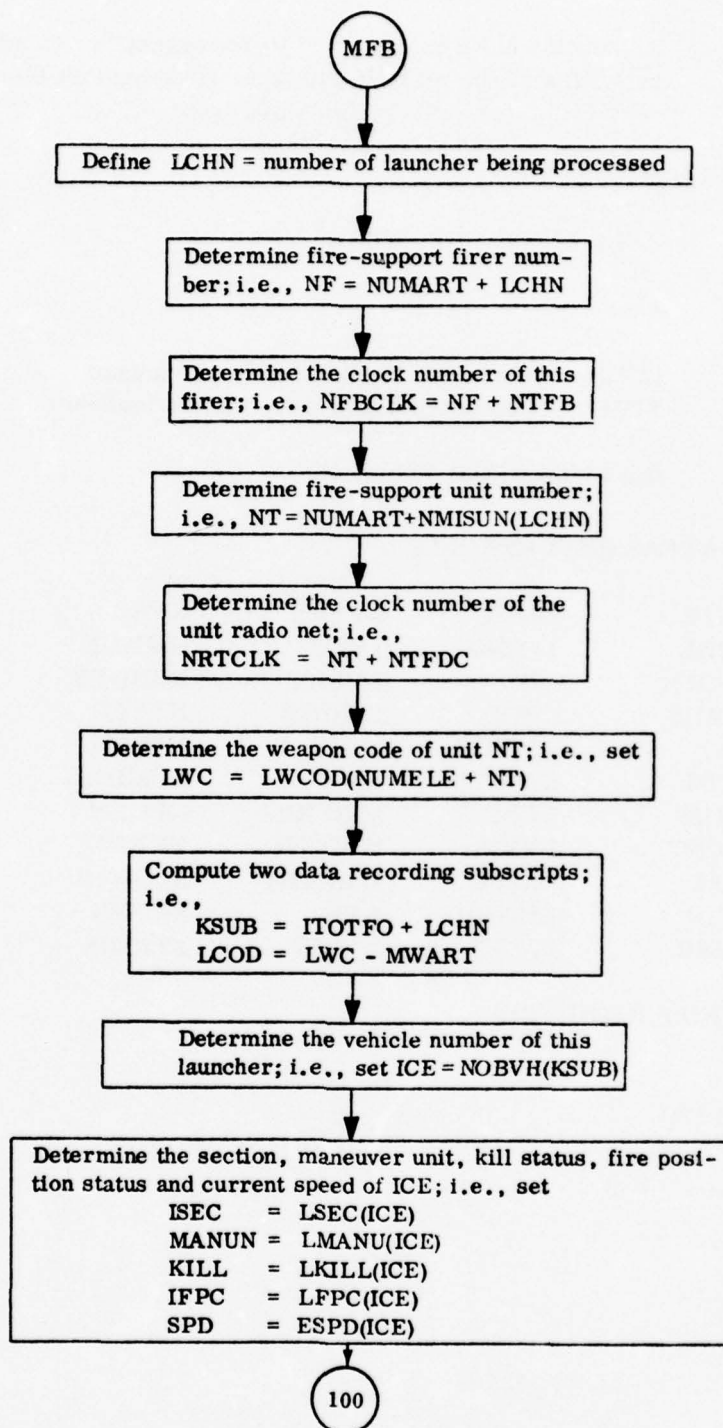 MFB
Define LCHN = number of launcher being processed
Determine fire-support firer num-
ber; i.e., NF = NUMART + LCHN
Determine the clock number of this
firer; i.e., NFBCLK = NF + NTFB
Determine fire-support unit number;
i.e., NT = NUMART+NMISUN(LCHN)
Determine the clock number of the
unit radio net; i.e.,
NRTCLK = NT + NTFDC
Determine the weapon code of unit NT; i.e., set
LWC = LWCOD(NUMELE + NT)
Compute two data recording subscripts;
i.e.,
KSUB = ITOTFO + LCHN
LCOD = LWC - MWART
Determine the vehicle number of this
launcher; i.e., set ICE = NOBVH(KSUB)
Determine the section, maneuver unit, kill status, fire posi-
tion status and current speed of ICE; i.e., set
ISEC = LSEC(ICE)
MANUN = LMANU(ICE)
KILL = LKILL(ICE)
IFPC = LFPC(ICE)
SPD = ESPD(ICE)
100